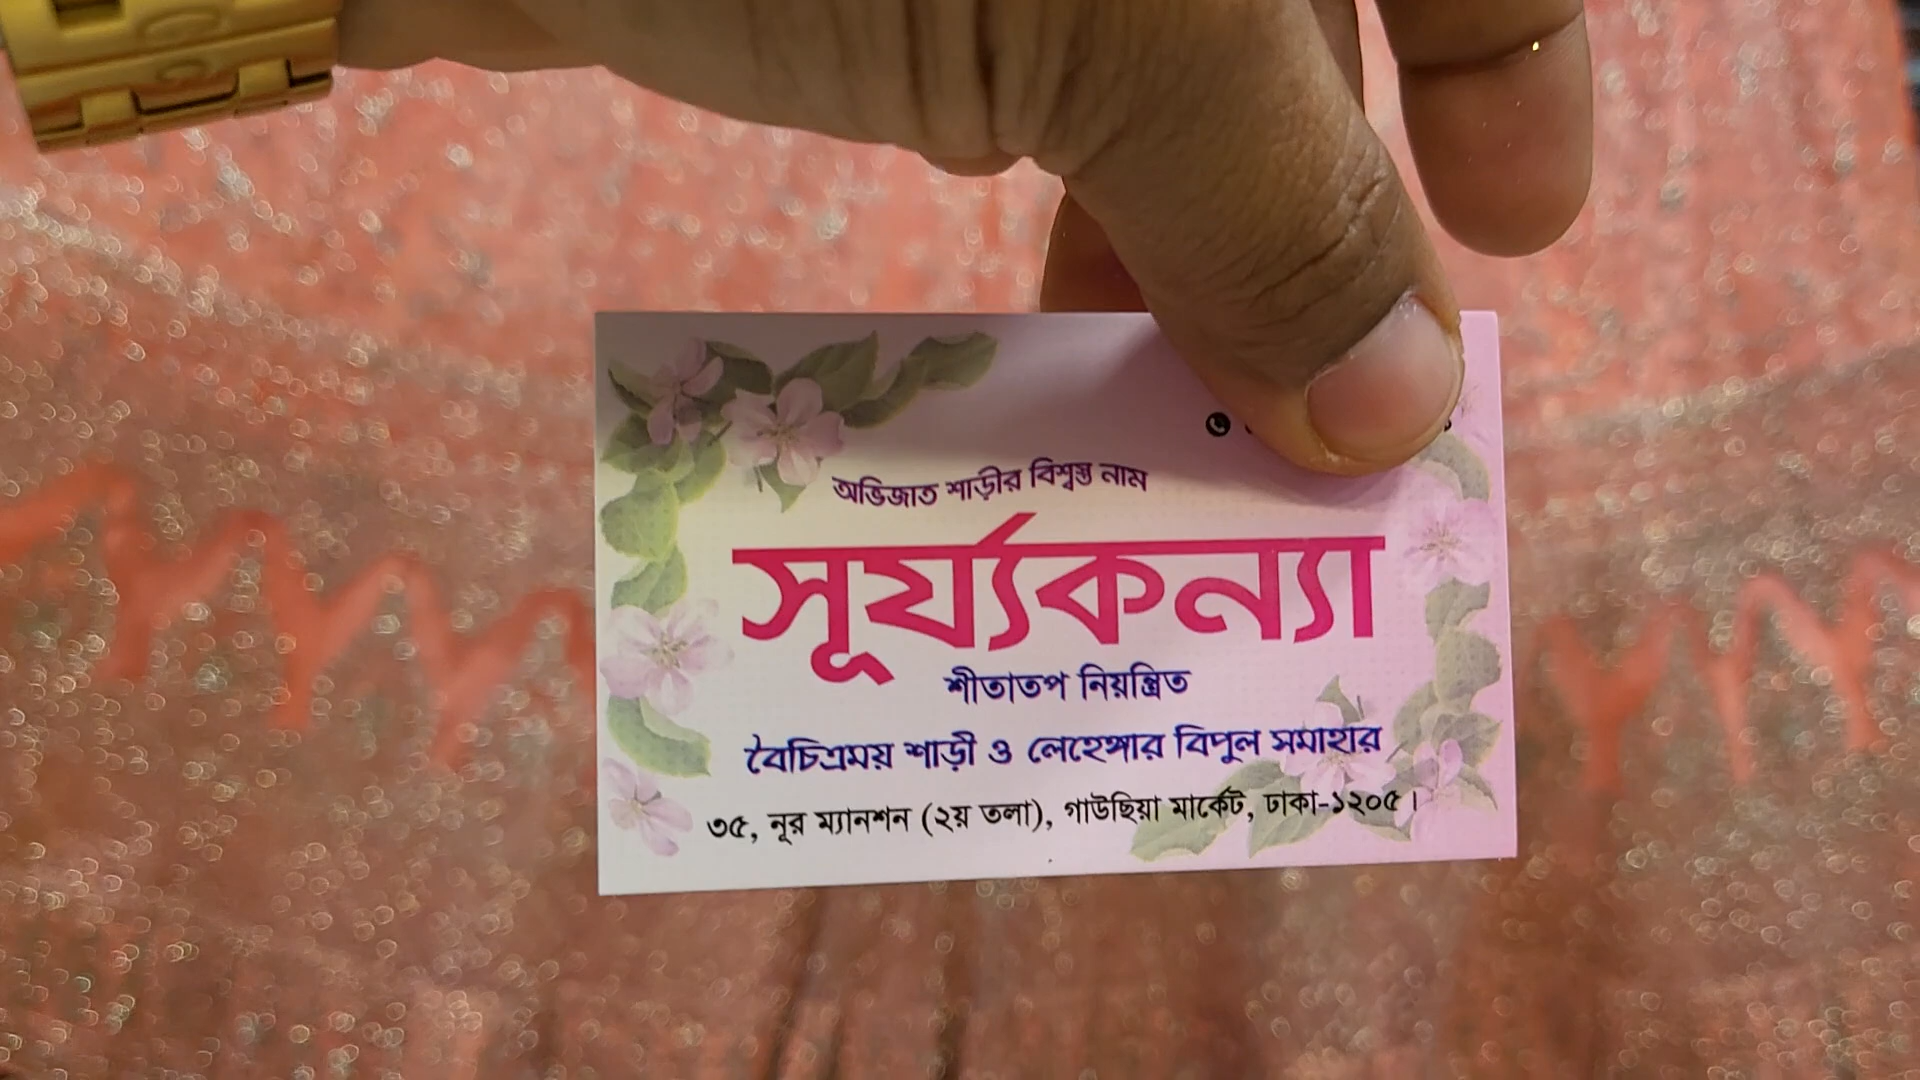 অভিজাত শাড়ীর বিশ্বস্ত নাম
সূর্য্যকন্যা
শীতাতপ নিয়ন্ত্রিত
বৈচিত্রময় শাড়ী ও লেহেঙ্গার বিপুল সমাহার
৩৫, নূর ম্যানশন (২য় তলা), গাউছিয়া মার্কেট, ঢাকা-১২০৫।